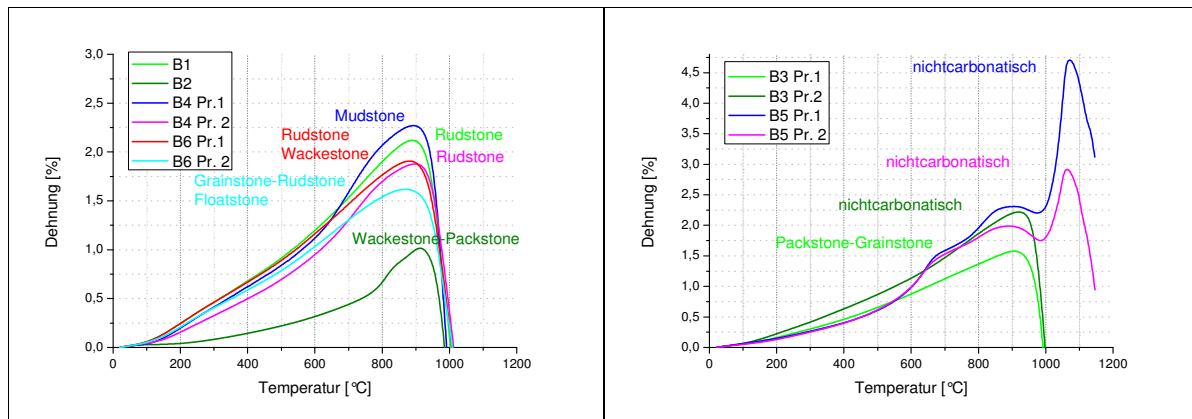 3,0
2,5
2,0
1,5
1,0
0,5
0,0
Dehnung [%]
B1
B2
B4 Pr.1
B4 Pr. 2
B6 Pr.1
B6 Pr. 2
Mudstone
Rudstone
Wackestone
Rudstone
Rudstone
Grainstone-Rudstone
Floatstone
Wackestone-Packstone
0 200 400 600 800 1000 1200
Temperatur [°C]
4,5
4,0
3,5
3,0
2,5
2,0
1,5
1,0
0,5
0,0
Dehnung [%]
B3 Pr.1
B3 Pr.2
B5 Pr.1
B5 Pr. 2
nichtcarbonatisch
nichtcarbonatisch
nichtcarbonatisch
Packstone-Grainstone
0 200 400 600 800 1000 1200
Temperatur [°C]